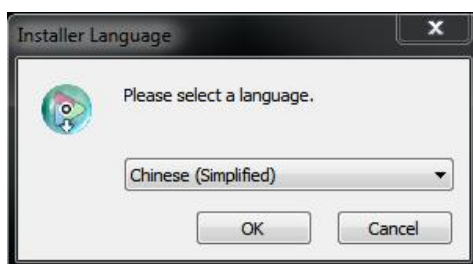 Installer Language
Please select a language.
Chinese (Simplified)
OK
Cancel